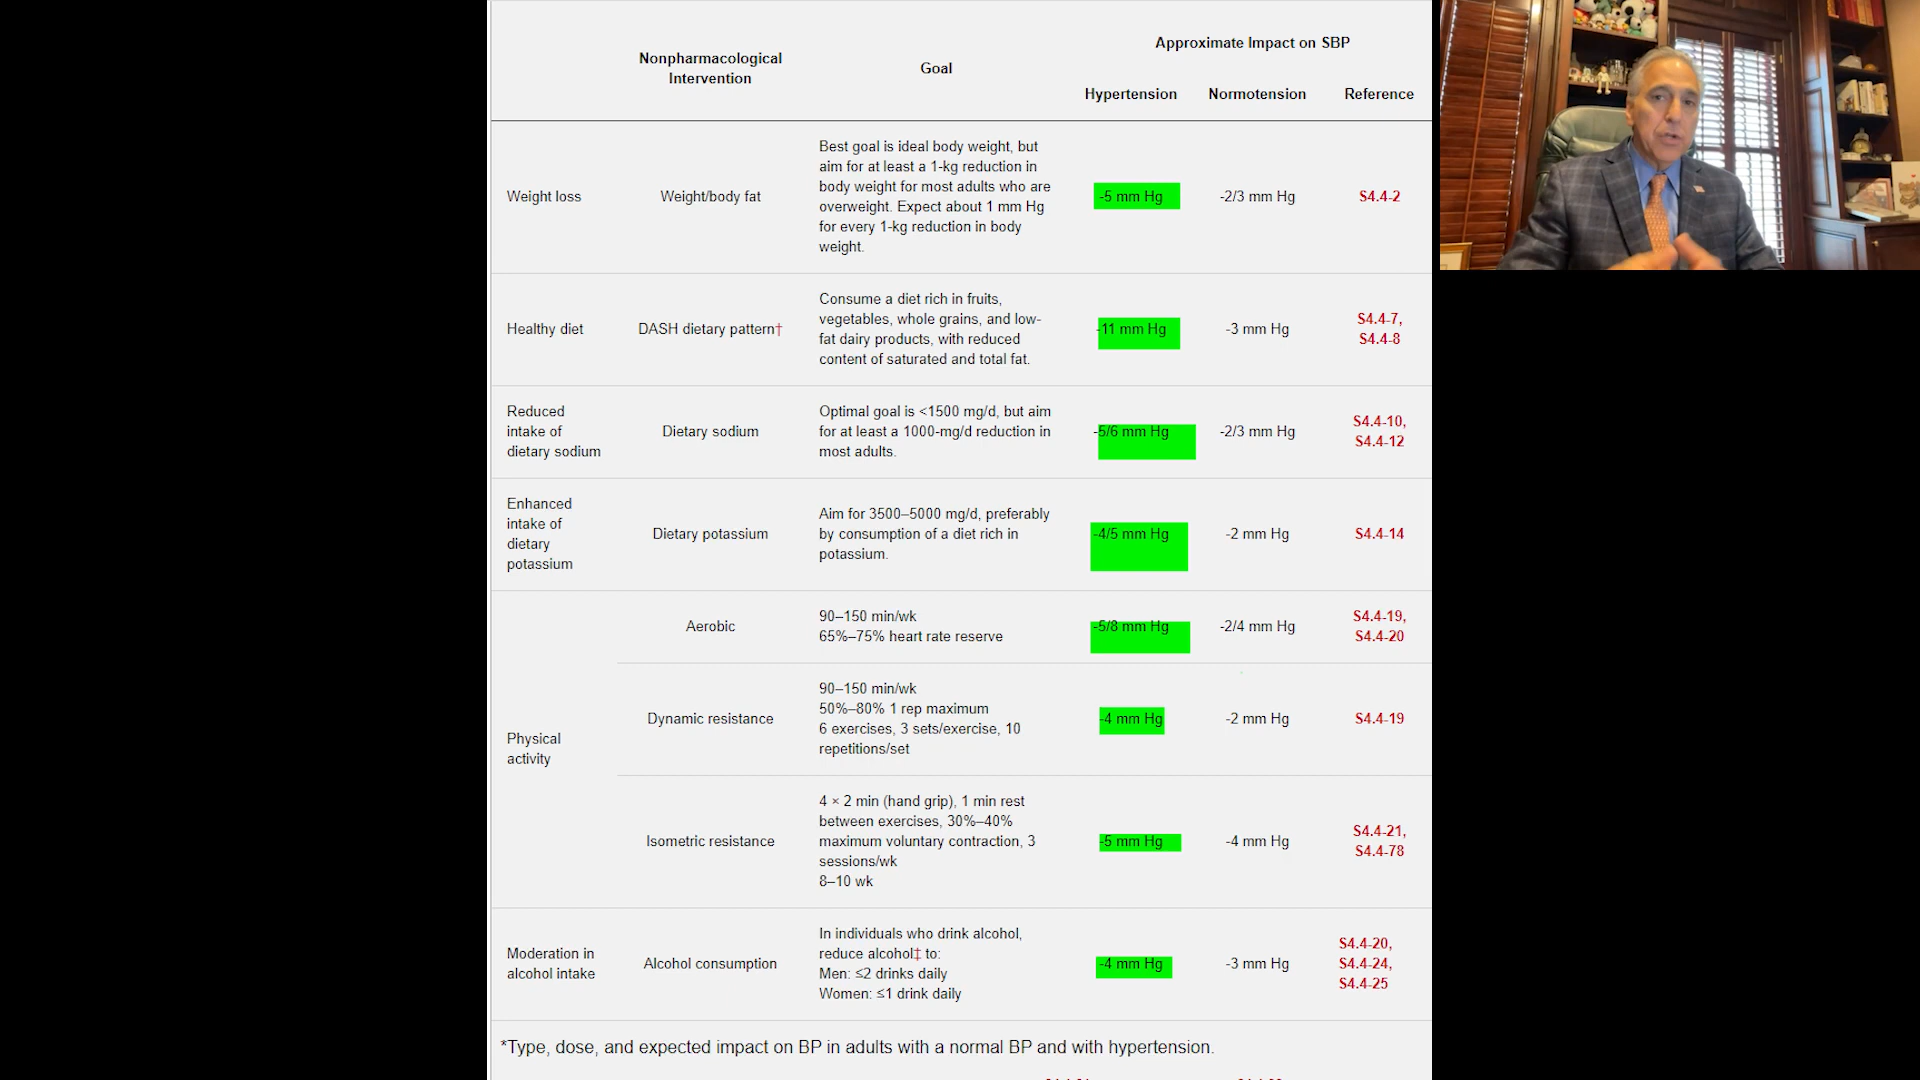 Approximate Impact on SBP
Nonpharmacological
Intervention
Goal
Hypertension
Normotension
Reference
Weight loss
Weight/body fat
Best goal is ideal body weight, but
aim for at least a 1-kg reduction in
body weight for most adults who are
overweight. Expect about 1 mm Hg
for every 1-kg reduction in body
weight.
-5 mm Hg
-2/3 mm Hg
S4.4-2
Healthy diet
DASH dietary pattern†
Consume a diet rich in fruits,
vegetables, whole grains, and low-
fat dairy products, with reduced
content of saturated and total fat.
-11 mm Hg
-3 mm Hg
S4.4-7,
S4.4-8
Reduced
intake of
dietary sodium
Dietary sodium
Optimal goal is <1500 mg/d, but aim
for at least a 1000-mg/d reduction in
most adults.
-5/6 mm Hg
-2/3 mm Hg
S4.4-10,
S4.4-12
Enhanced
intake of
dietary
potassium
Dietary potassium
Aim for 3500–5000 mg/d, preferably
by consumption of a diet rich in
potassium.
-4/5 mm Hg
-2 mm Hg
S4.4-14
Physical
activity
Aerobic
90–150 min/wk
65%–75% heart rate reserve
-5/8 mm Hg
-2/4 mm Hg
S4.4-19,
S4.4-20
Dynamic resistance
90–150 min/wk
50%–80% 1 rep maximum
6 exercises, 3 sets/exercise, 10
repetitions/set
-4 mm Hg
-2 mm Hg
S4.4-19
Isometric resistance
4 × 2 min (hand grip), 1 min rest
between exercises, 30%–40%
maximum voluntary contraction, 3
sessions/wk
8–10 wk
-5 mm Hg
-4 mm Hg
S4.4-21,
S4.4-78
Moderation in
alcohol intake
Alcohol consumption
In individuals who drink alcohol,
reduce alcohol‡ to:
Men: ≤2 drinks daily
Women: ≤1 drink daily
-4 mm Hg
-3 mm Hg
S4.4-20,
S4.4-24,
S4.4-25
*Type, dose, and expected impact on BP in adults with a normal BP and with hypertension.